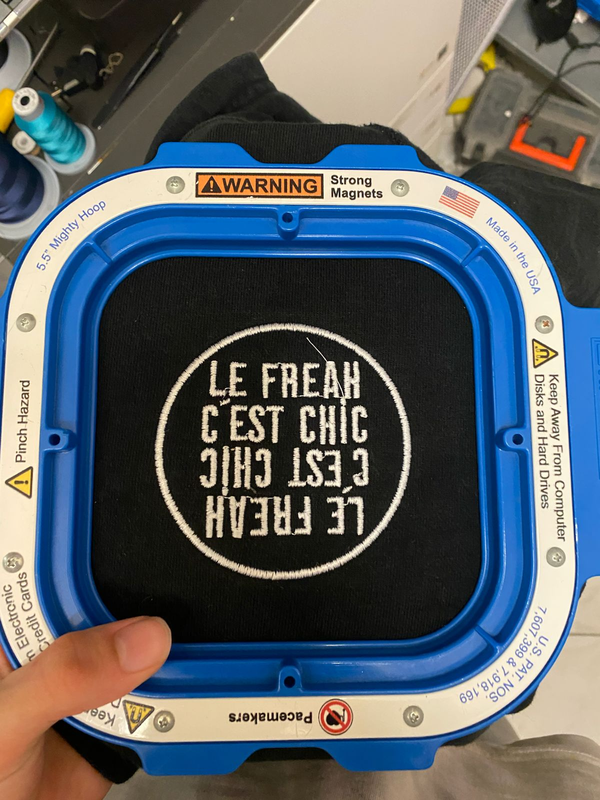 WARNING Strong Magnets
5.5" Mighty Hoop
Made in the USA
Keep Away From Computer
Disks and Hard Drives
Pinch Hazard
LE FREAH
C'EST CHIC
C'EST CHIC
LE FREAH
Electronic
Credit Cards
U.S. PAT. NOS.
7,607,399 & 7,918,169
Pacemakers